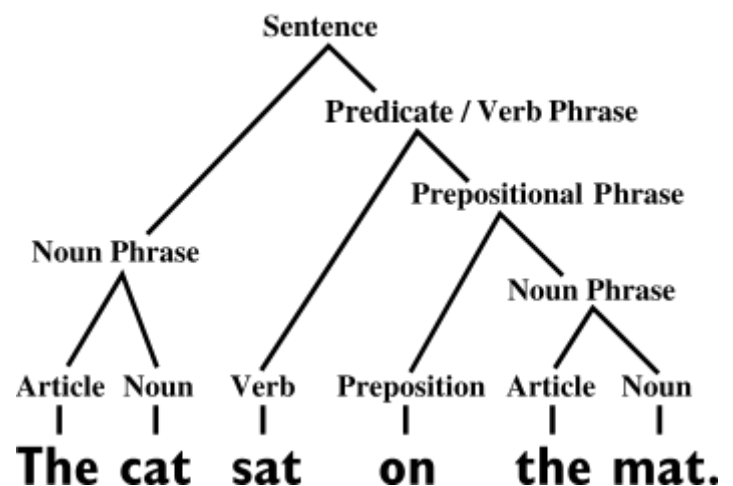 Sentence
Predicate / Verb Phrase
Prepositional Phrase
Noun Phrase
Noun Phrase
Article Noun Verb Preposition Article Noun
The cat sat on the mat.